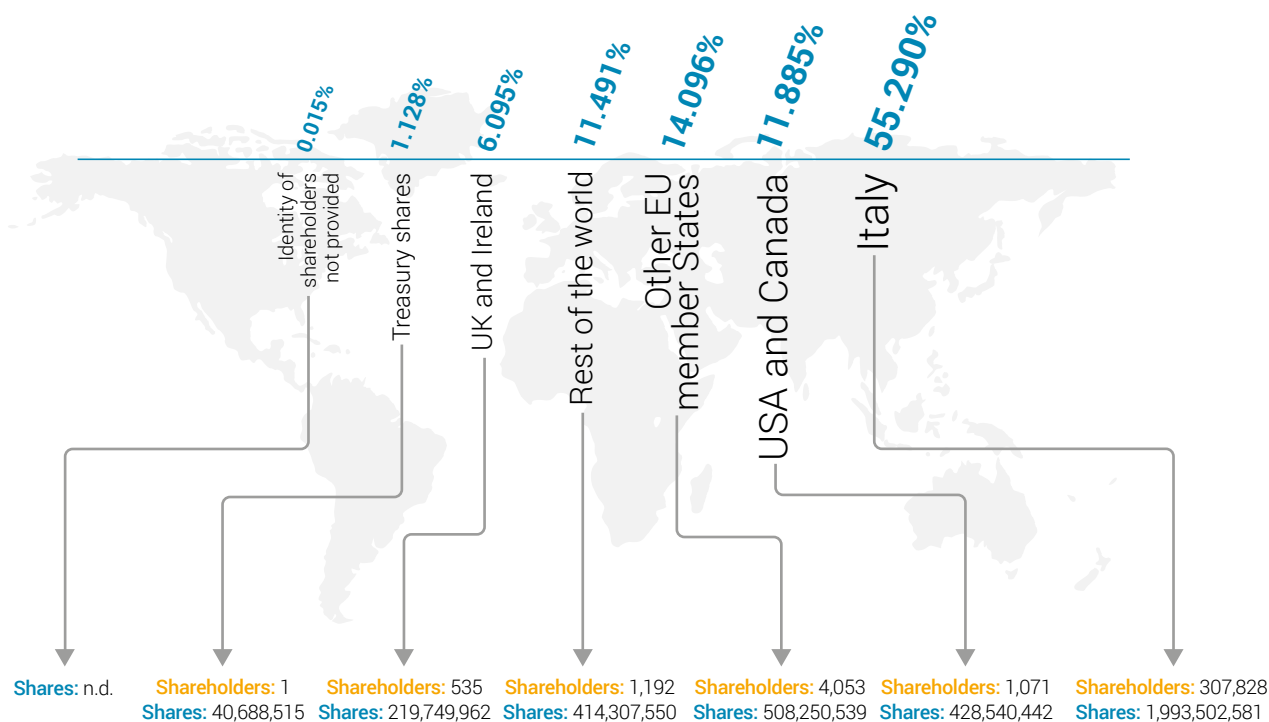 0.015%
1.128%
6.095%
11.491%
14.096%
11.885%
55.290%
Identity of
shareholders
not provided
Treasury shares
UK and Ireland
Rest of the world
Other EU
member States
USA and Canada
Italy
Shares: n.d.
Shareholders: 1
Shares: 40,688,515
Shareholders: 535
Shares: 219,749,962
Shareholders: 1,192
Shares: 414,307,550
Shareholders: 4,053
Shares: 508,250,539
Shareholders: 1,071
Shares: 428,540,442
Shareholders: 307,828
Shares: 1,993,502,581